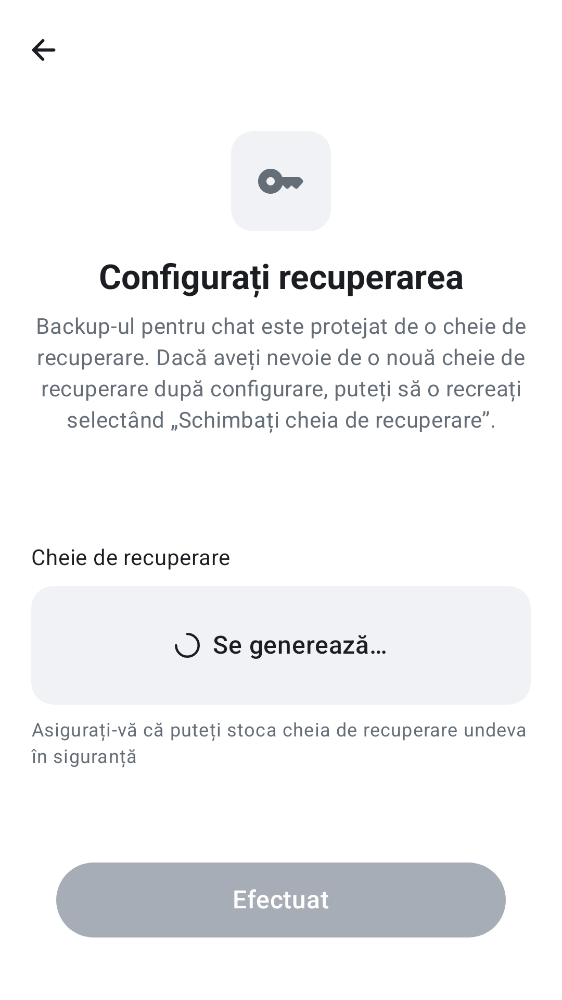 Configurați recuperarea
Backup-ul pentru chat este protejat de o cheie de
recuperare. Dacă aveți nevoie de o nouă cheie de
recuperare după configurare, puteți să o recreați
selectând „Schimbați cheia de recuperare”.
Cheie de recuperare
Se generează…
Asigurați-vă că puteți stoca cheia de recuperare undeva
în siguranță
Efectuat